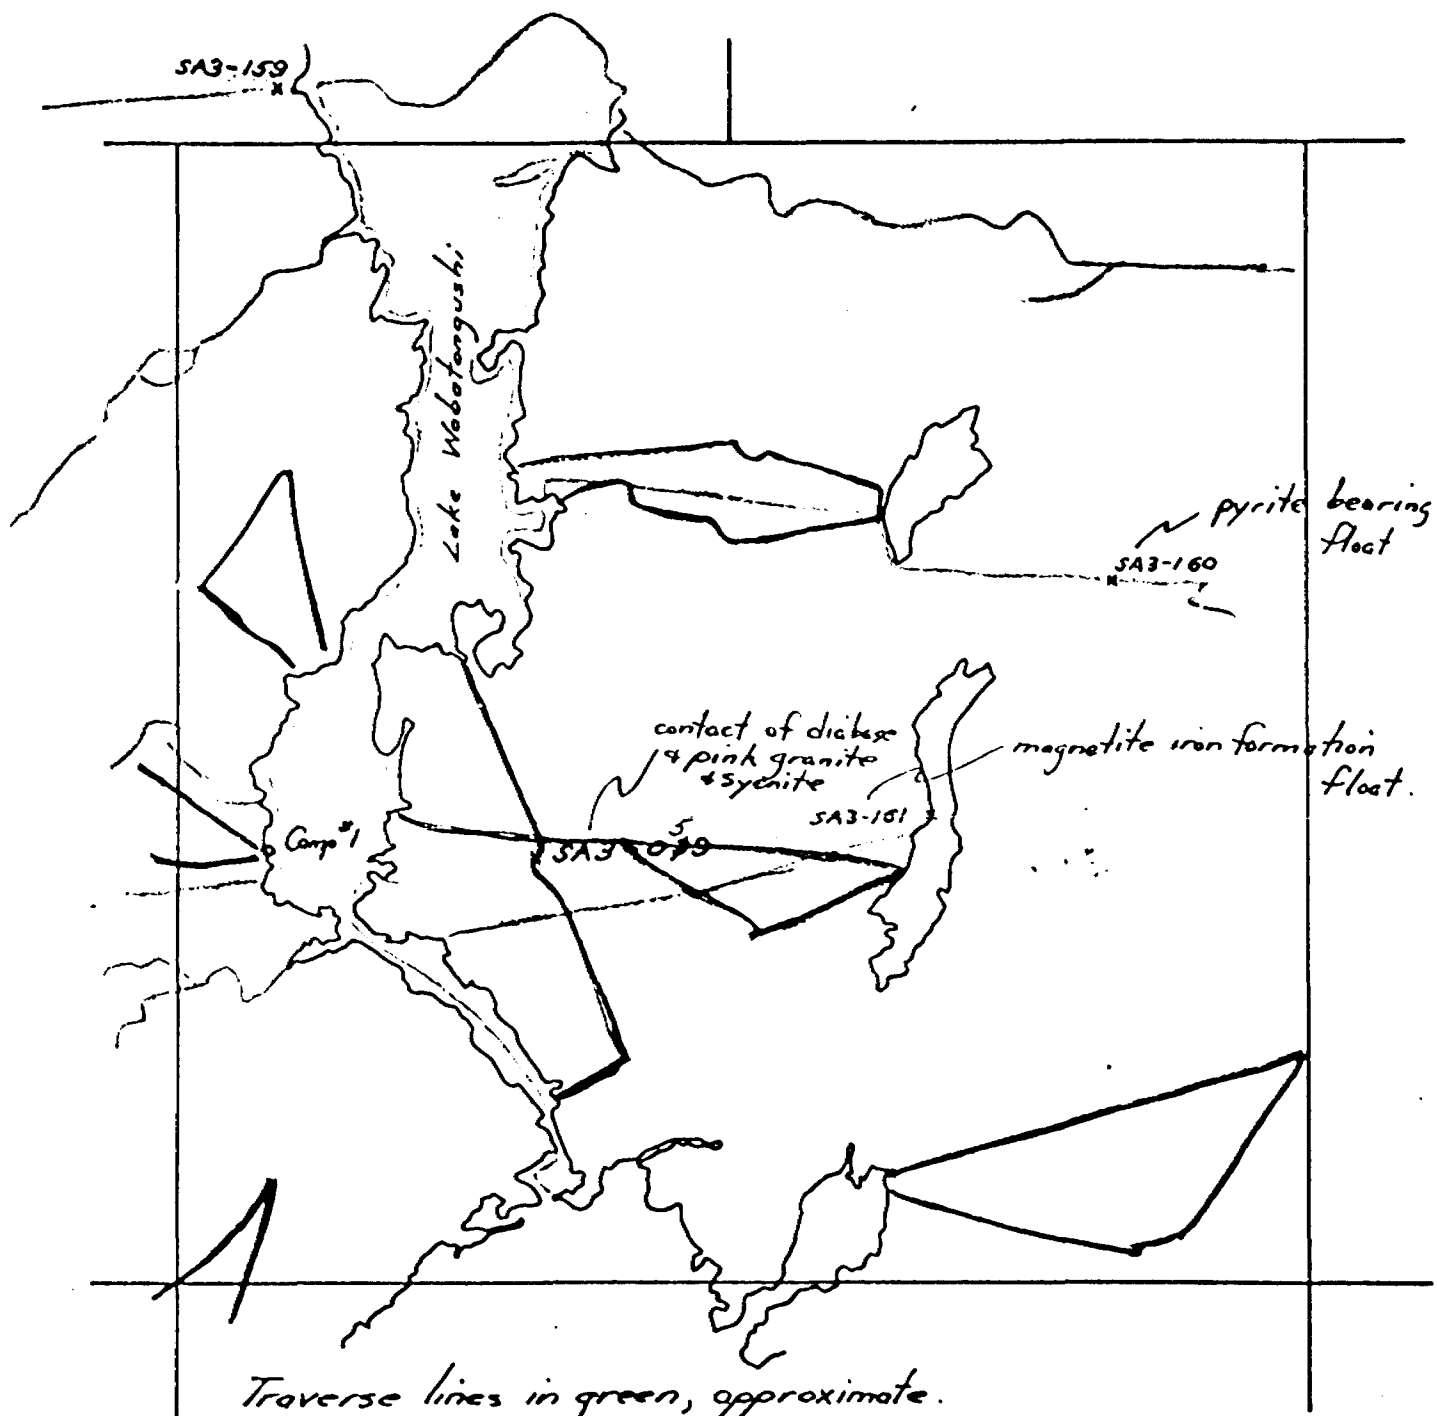 SA3-159
Lake Wabatongushi
pyrite bearing
float
SA3-160
contact of diabase
& pink granite
& syenite
magnetite iron formation
float.
SA3-161
Camp #1
SA3
5
Traverse lines in green, approximate.